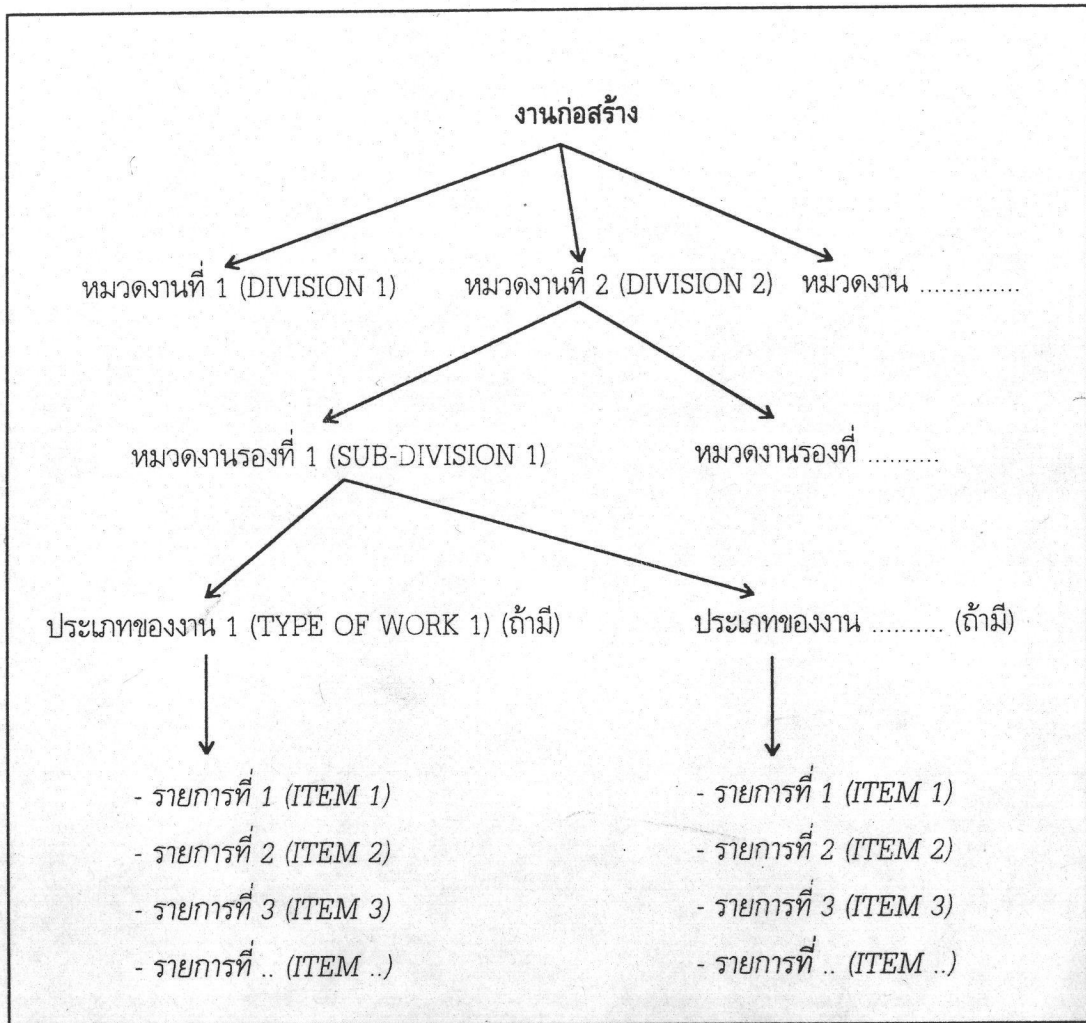 งานก่อสร้าง
หมวดงานที่ 1 (DIVISION 1) หมวดงานที่ 2 (DIVISION 2) หมวดงาน ..............
หมวดงานรองที่ 1 (SUB-DIVISION 1) หมวดงานรองที่ ..........
ประเภทของงาน 1 (TYPE OF WORK 1) (ถ้ามี) ประเภทของงาน .......... (ถ้ามี)
- รายการที่ 1 (ITEM 1) - รายการที่ 1 (ITEM 1)
- รายการที่ 2 (ITEM 2) - รายการที่ 2 (ITEM 2)
- รายการที่ 3 (ITEM 3) - รายการที่ 3 (ITEM 3)
- รายการที่ .. (ITEM ..) - รายการที่ .. (ITEM ..)